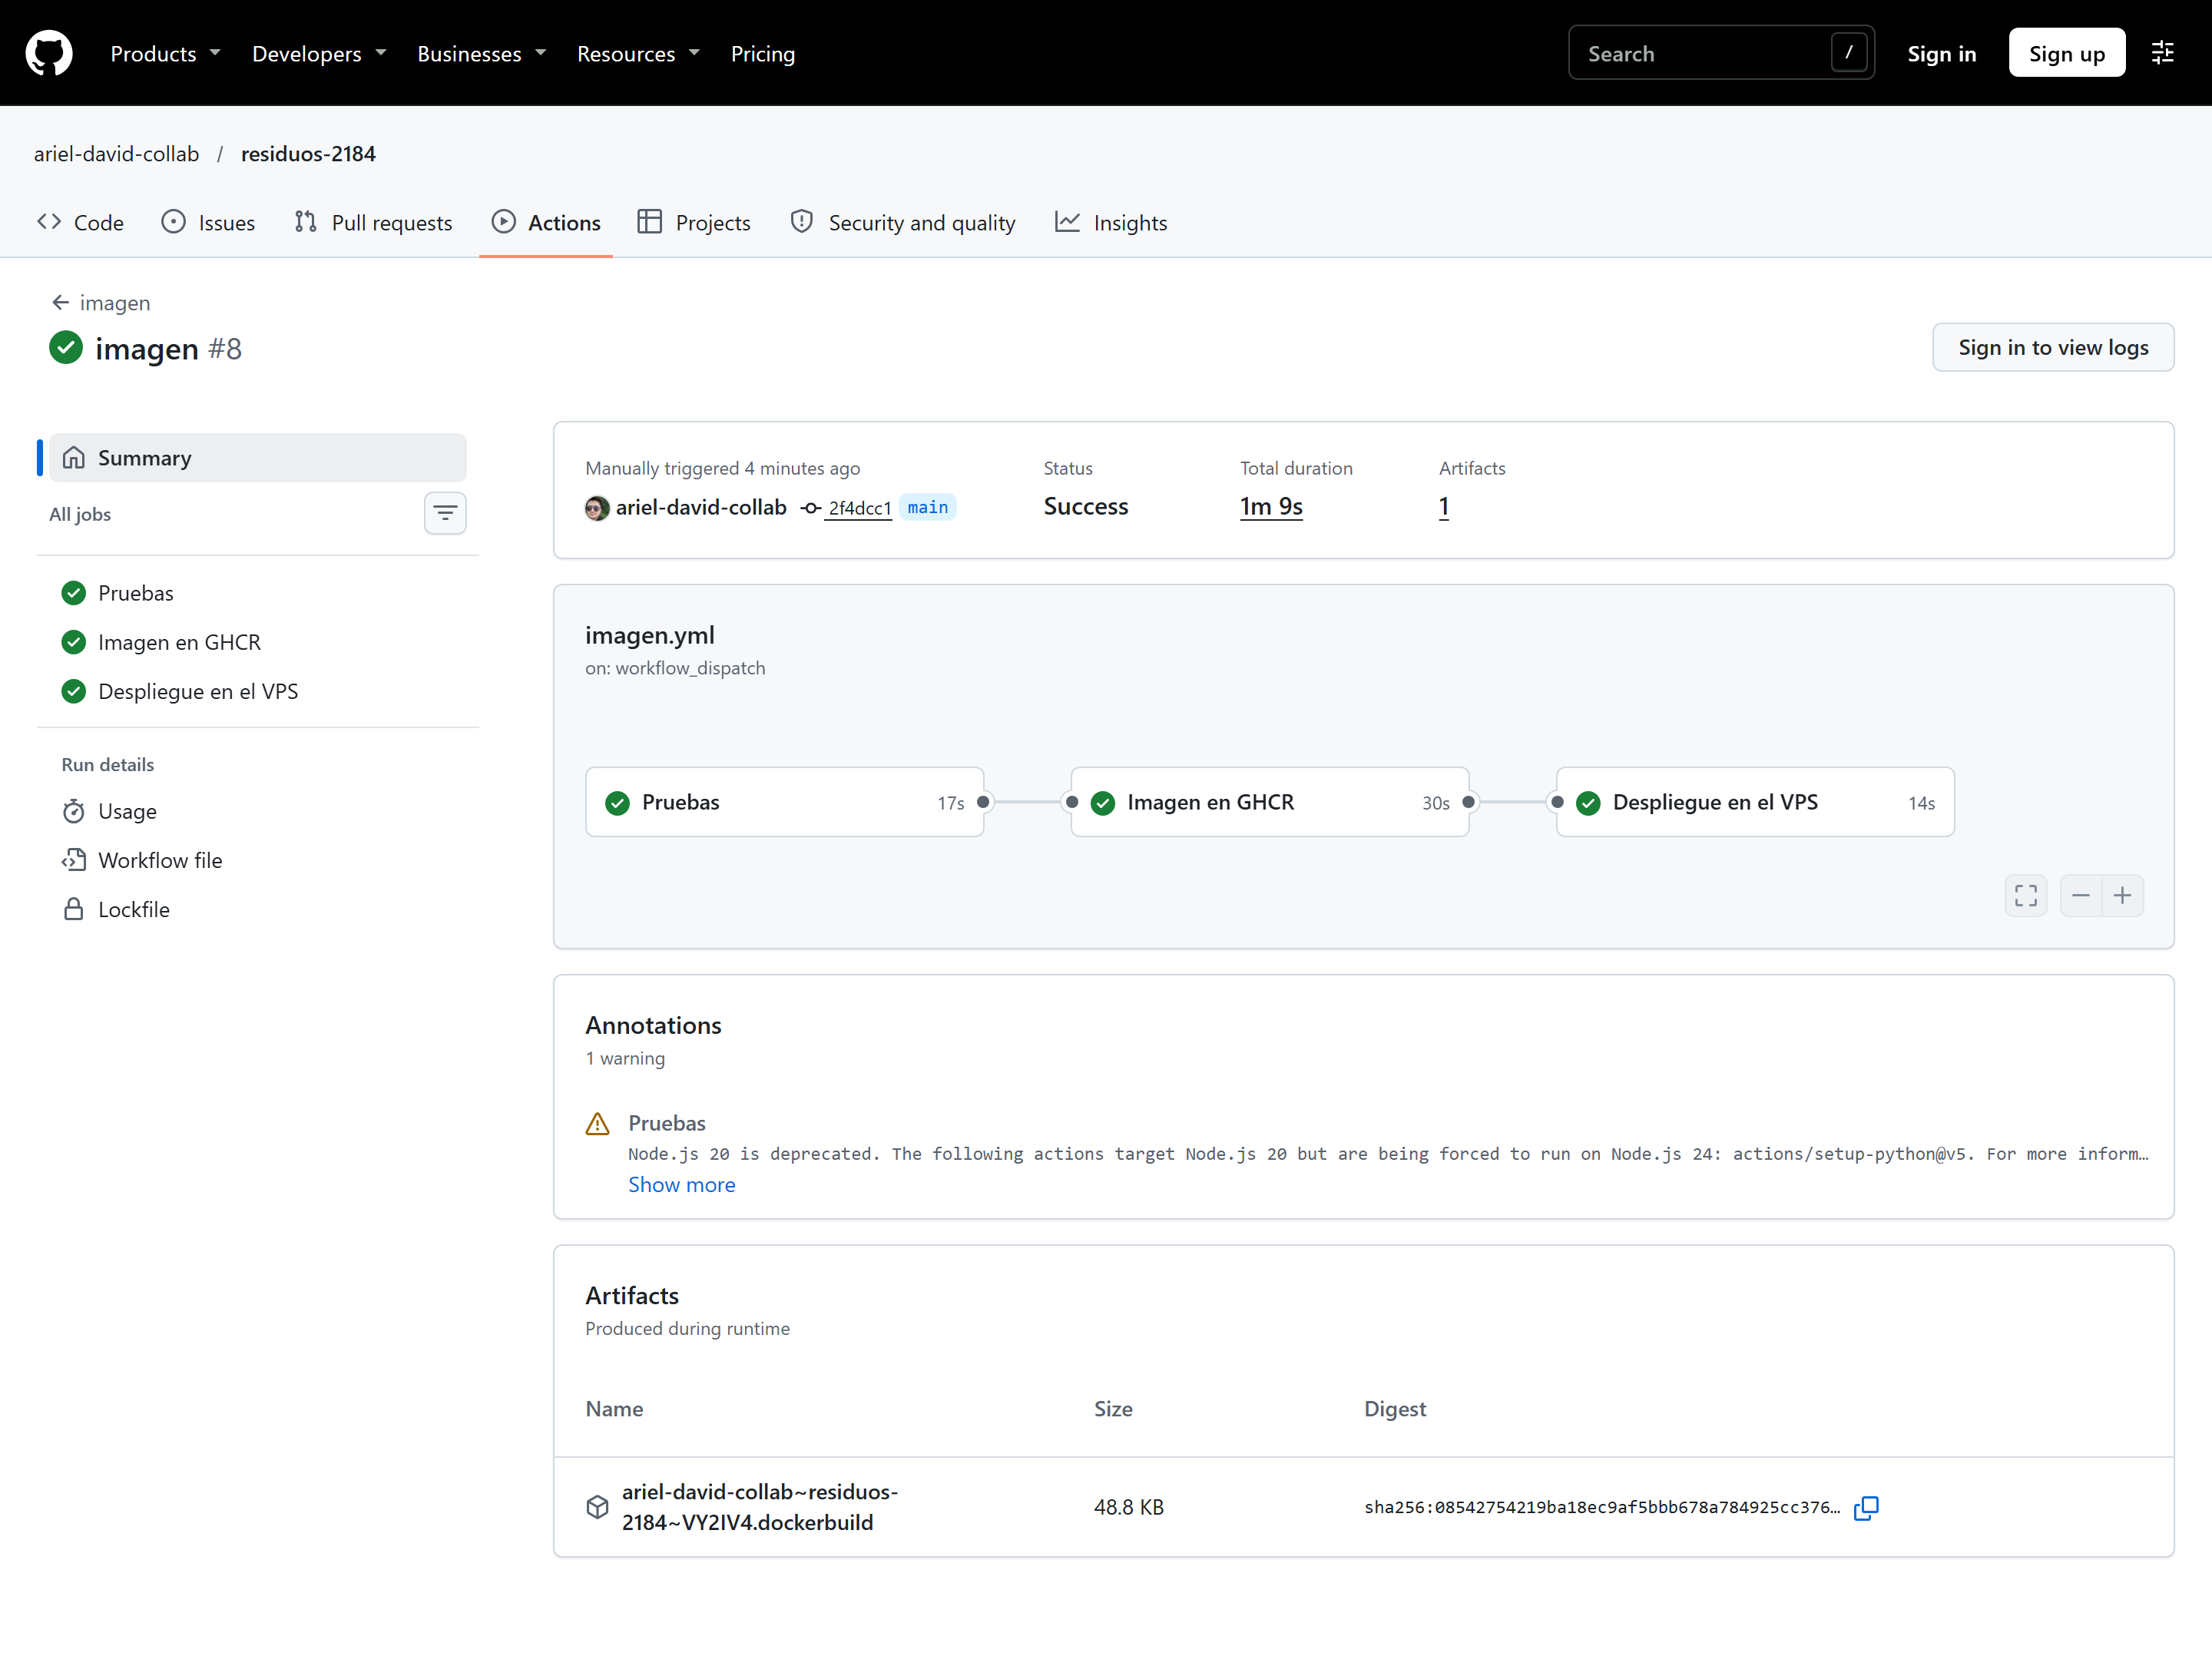 Products Developers Businesses Resources Pricing Search / Sign in Sign up
ariel-david-collab / residuos-2184
Code Issues Pull requests Actions Projects Security and quality Insights
imagen
imagen #8
Sign in to view logs
Summary
All jobs
Pruebas
Imagen en GHCR
Despliegue en el VPS
Run details
Usage
Workflow file
Lockfile
Manually triggered 4 minutes ago Status Total duration Artifacts
ariel-david-collab 2f4dcc1 main Success 1m 9s 1
imagen.yml
on: workflow_dispatch
Pruebas 17s Imagen en GHCR 30s Despliegue en el VPS 14s
Annotations
1 warning
Pruebas
Node.js 20 is deprecated. The following actions target Node.js 20 but are being forced to run on Node.js 24: actions/setup-python@v5. For more inform…
Show more
Artifacts
Produced during runtime
Name Size Digest
ariel-david-collab~residuos-
2184~VY2IV4.dockerbuild
48.8 KB
sha256:08542754219ba18ec9af5bbb678a784925cc376…